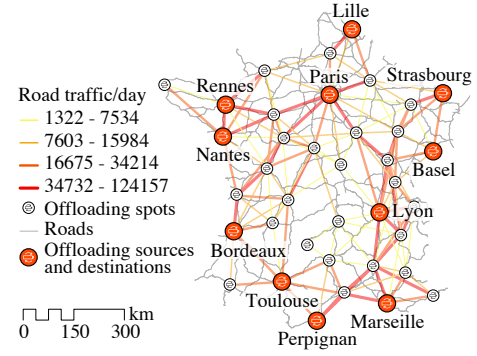 Lille
Paris
Strasbourg
Rennes
Road traffic/day
1322 - 7534
7603 - 15984
Nantes
16675 - 34214
Basel
34732 - 124157
Offloading spots
Lyon
Roads
Offloading sources
and destinations
Bordeaux
km
Toulouse
0 150 300
Marseille
Perpignan